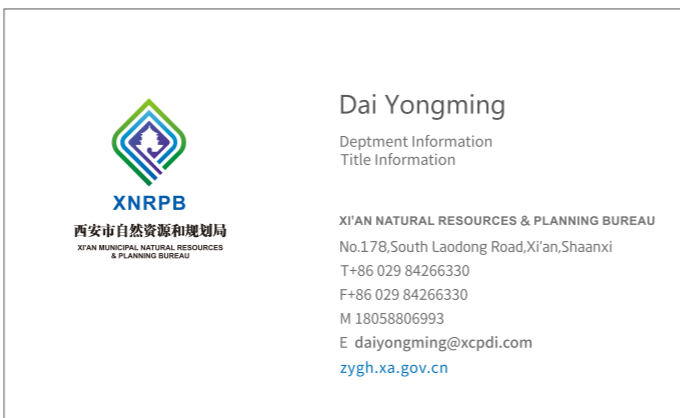 XNRPB
西安市自然资源和规划局
XI'AN MUNICIPAL NATURAL RESOURCES
& PLANNING BUREAU
Dai Yongming
Deptment Information
Title Information
XI'AN NATURAL RESOURCES & PLANNING BUREAU
No.178,South Laodong Road,Xi'an,Shaanxi
T+86 029 84266330
F+86 029 84266330
M 18058806993
E daiyongming@xcpdi.com
zygh.xa.gov.cn